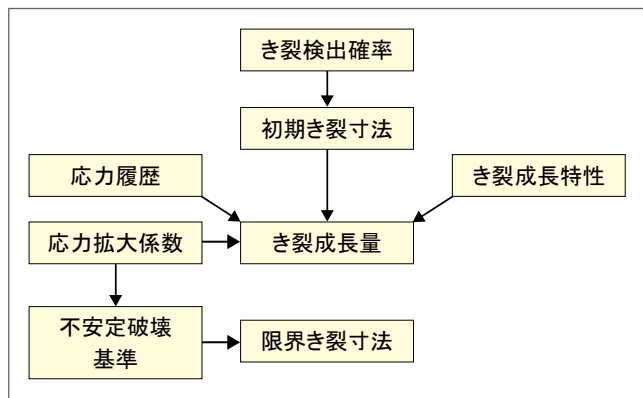 き裂検出確率
初期き裂寸法
応力履歴
き裂成長特性
応力拡大係数
き裂成長量
不安定破壊
基準
限界き裂寸法